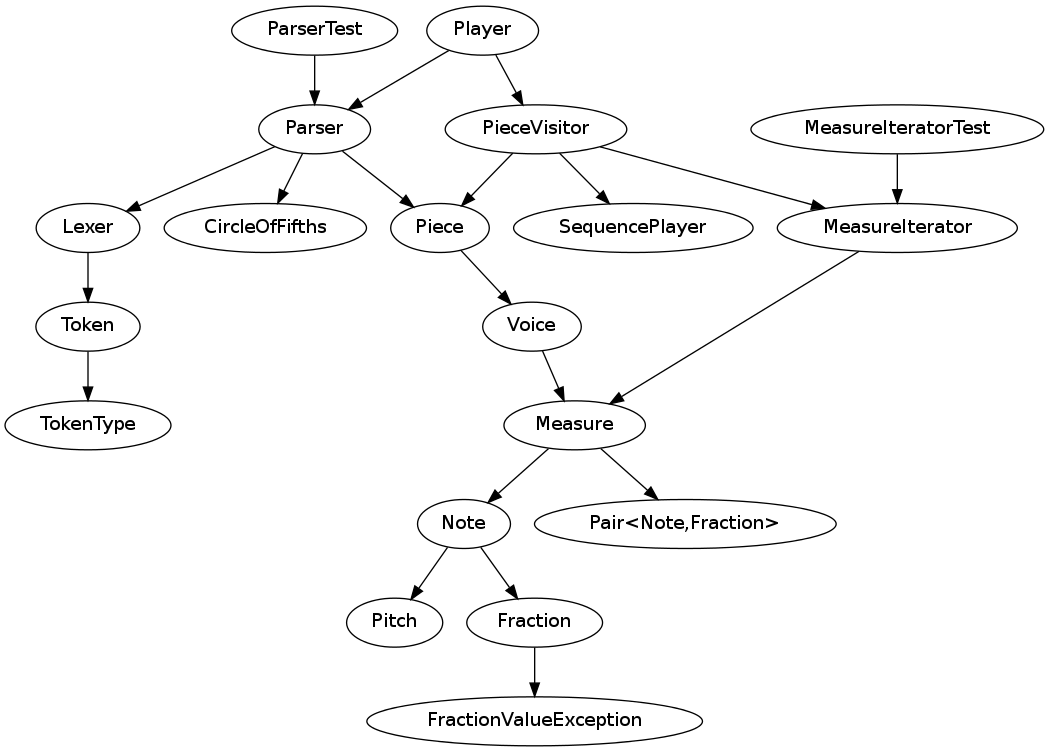 ParserTest
Player
Parser
PieceVisitor
MeasureIteratorTest
Lexer
CircleOfFifths
Piece
SequencePlayer
MeasureIterator
Token
Voice
TokenType
Measure
Note
Pair<Note,Fraction>
Pitch
Fraction
FractionValueException